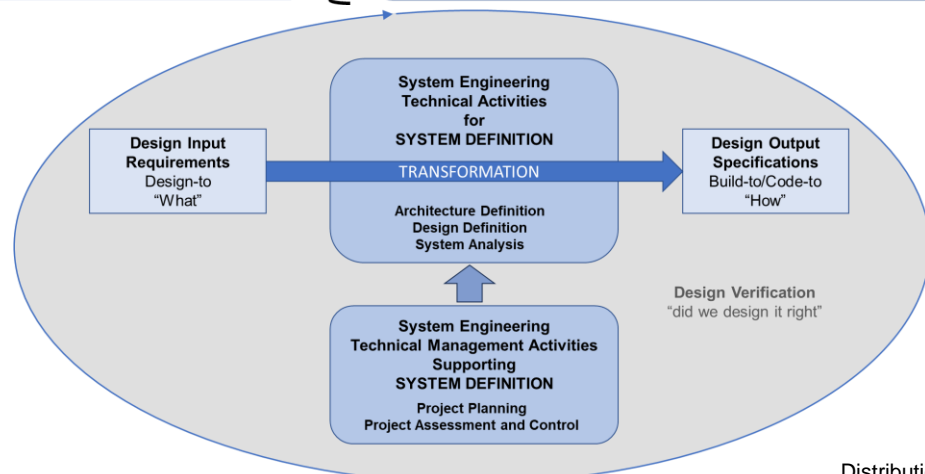 System Engineering
Technical Activities
for
SYSTEM DEFINITION
Design Input
Requirements
Design-to
“What”
TRANSFORMATION
Design Output
Specifications
Build-to/Code-to
“How”
Architecture Definition
Design Definition
System Analysis
Design Verification
“did we design it right”
System Engineering
Technical Management Activities
Supporting
SYSTEM DEFINITION
Project Planning
Project Assessment and Control